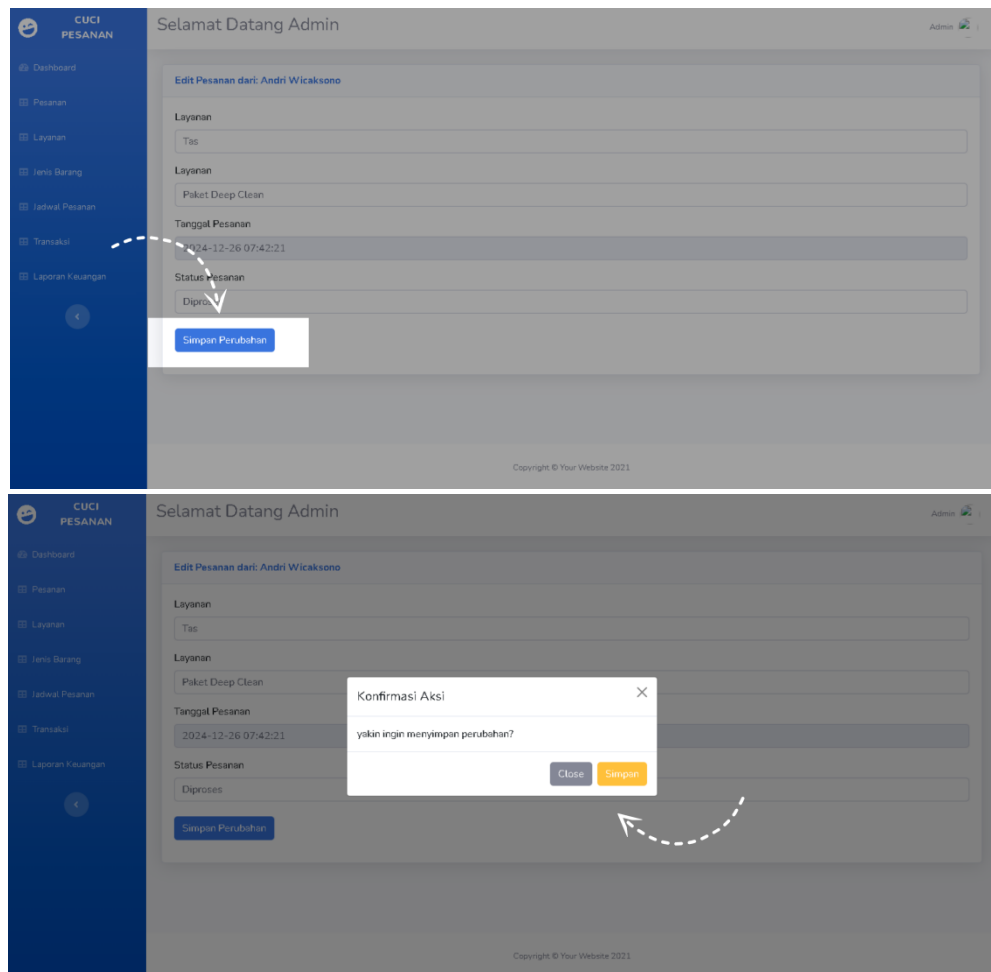 CUCI
PESANAN
Selamat Datang Admin
Admin
Dashboard
Pesanan
Layanan
Jenis Barang
Jadwal Pesanan
Transaksi
Laporan Keuangan
Edit Pesanan dari: Andri Wicaksono
Layanan
Tas
Layanan
Paket Deep Clean
Tanggal Pesanan
2024-12-26 07:42:21
Status Pesanan
Diproses
Simpan Perubahan
Copyright © Your Website 2021
CUCI
PESANAN
Selamat Datang Admin
Admin
Dashboard
Pesanan
Layanan
Jenis Barang
Jadwal Pesanan
Transaksi
Laporan Keuangan
Edit Pesanan dari: Andri Wicaksono
Layanan
Tas
Layanan
Paket Deep Clean
Tanggal Pesanan
2024-12-26 07:42:21
Status Pesanan
Diproses
Simpan Perubahan
Konfirmasi Aksi
yakin ingin menyimpan perubahan?
Close
Simpan
Copyright © Your Website 2021